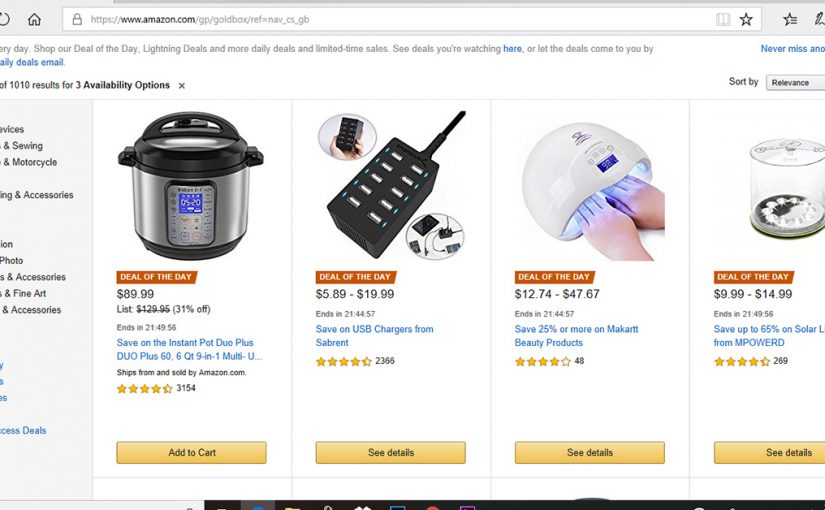 https://www.amazon.com/gp/goldbox/ref=nav_cs_gb
ery day. Shop our Deal of the Day, Lightning Deals and more daily deals and limited-time sales. See deals you're watching here, or let the deals come to you by
aily deals email.
Never miss ano
of 1010 results for 3 Availability Options ×
Sort by Relevance
evices
s & Sewing
e & Motorcycle
ing & Accessories
ion
Photo
s & Accessories
s & Fine Art
& Accessories
y
s
es
ccess Deals
DEAL OF THE DAY
$89.99
List: $129.95 (31% off)
Ends in 21:49:56
Save on the Instant Pot Duo Plus
DUO Plus 60, 6 Qt 9-in-1 Multi- U...
Ships from and sold by Amazon.com.
3154
Add to Cart
DEAL OF THE DAY
$5.89 - $19.99
Ends in 21:44:57
Save on USB Chargers from
Sabrent
2366
See details
DEAL OF THE DAY
$12.74 - $47.67
Ends in 21:44:57
Save 25% or more on Makartt
Beauty Products
48
See details
DEAL OF THE DAY
$9.99 - $14.99
Ends in 21:49:56
Save up to 65% on Solar Li
from MPOWERD
269
See details